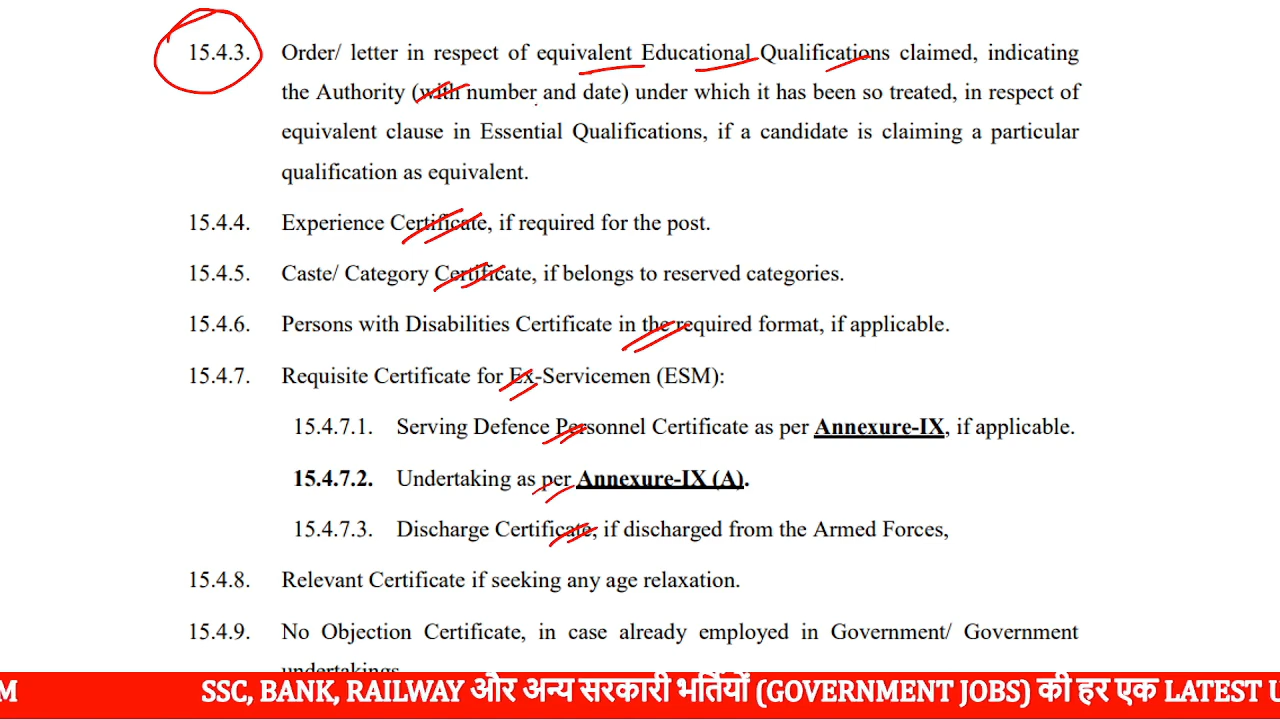 15.4.3. Order/ letter in respect of equivalent Educational Qualifications claimed, indicating
the Authority (with number and date) under which it has been so treated, in respect of
equivalent clause in Essential Qualifications, if a candidate is claiming a particular
qualification as equivalent.
15.4.4. Experience Certificate, if required for the post.
15.4.5. Caste/ Category Certificate, if belongs to reserved categories.
15.4.6. Persons with Disabilities Certificate in the required format, if applicable.
15.4.7. Requisite Certificate for Ex-Servicemen (ESM):
15.4.7.1. Serving Defence Personnel Certificate as per Annexure-IX, if applicable.
15.4.7.2. Undertaking as per Annexure-IX (A).
15.4.7.3. Discharge Certificate, if discharged from the Armed Forces,
15.4.8. Relevant Certificate if seeking any age relaxation.
15.4.9. No Objection Certificate, in case already employed in Government/ Government
undertakings.
M SSC, BANK, RAILWAY और अन्य सरकारी भर्तियों (GOVERNMENT JOBS) की हर एक LATEST U